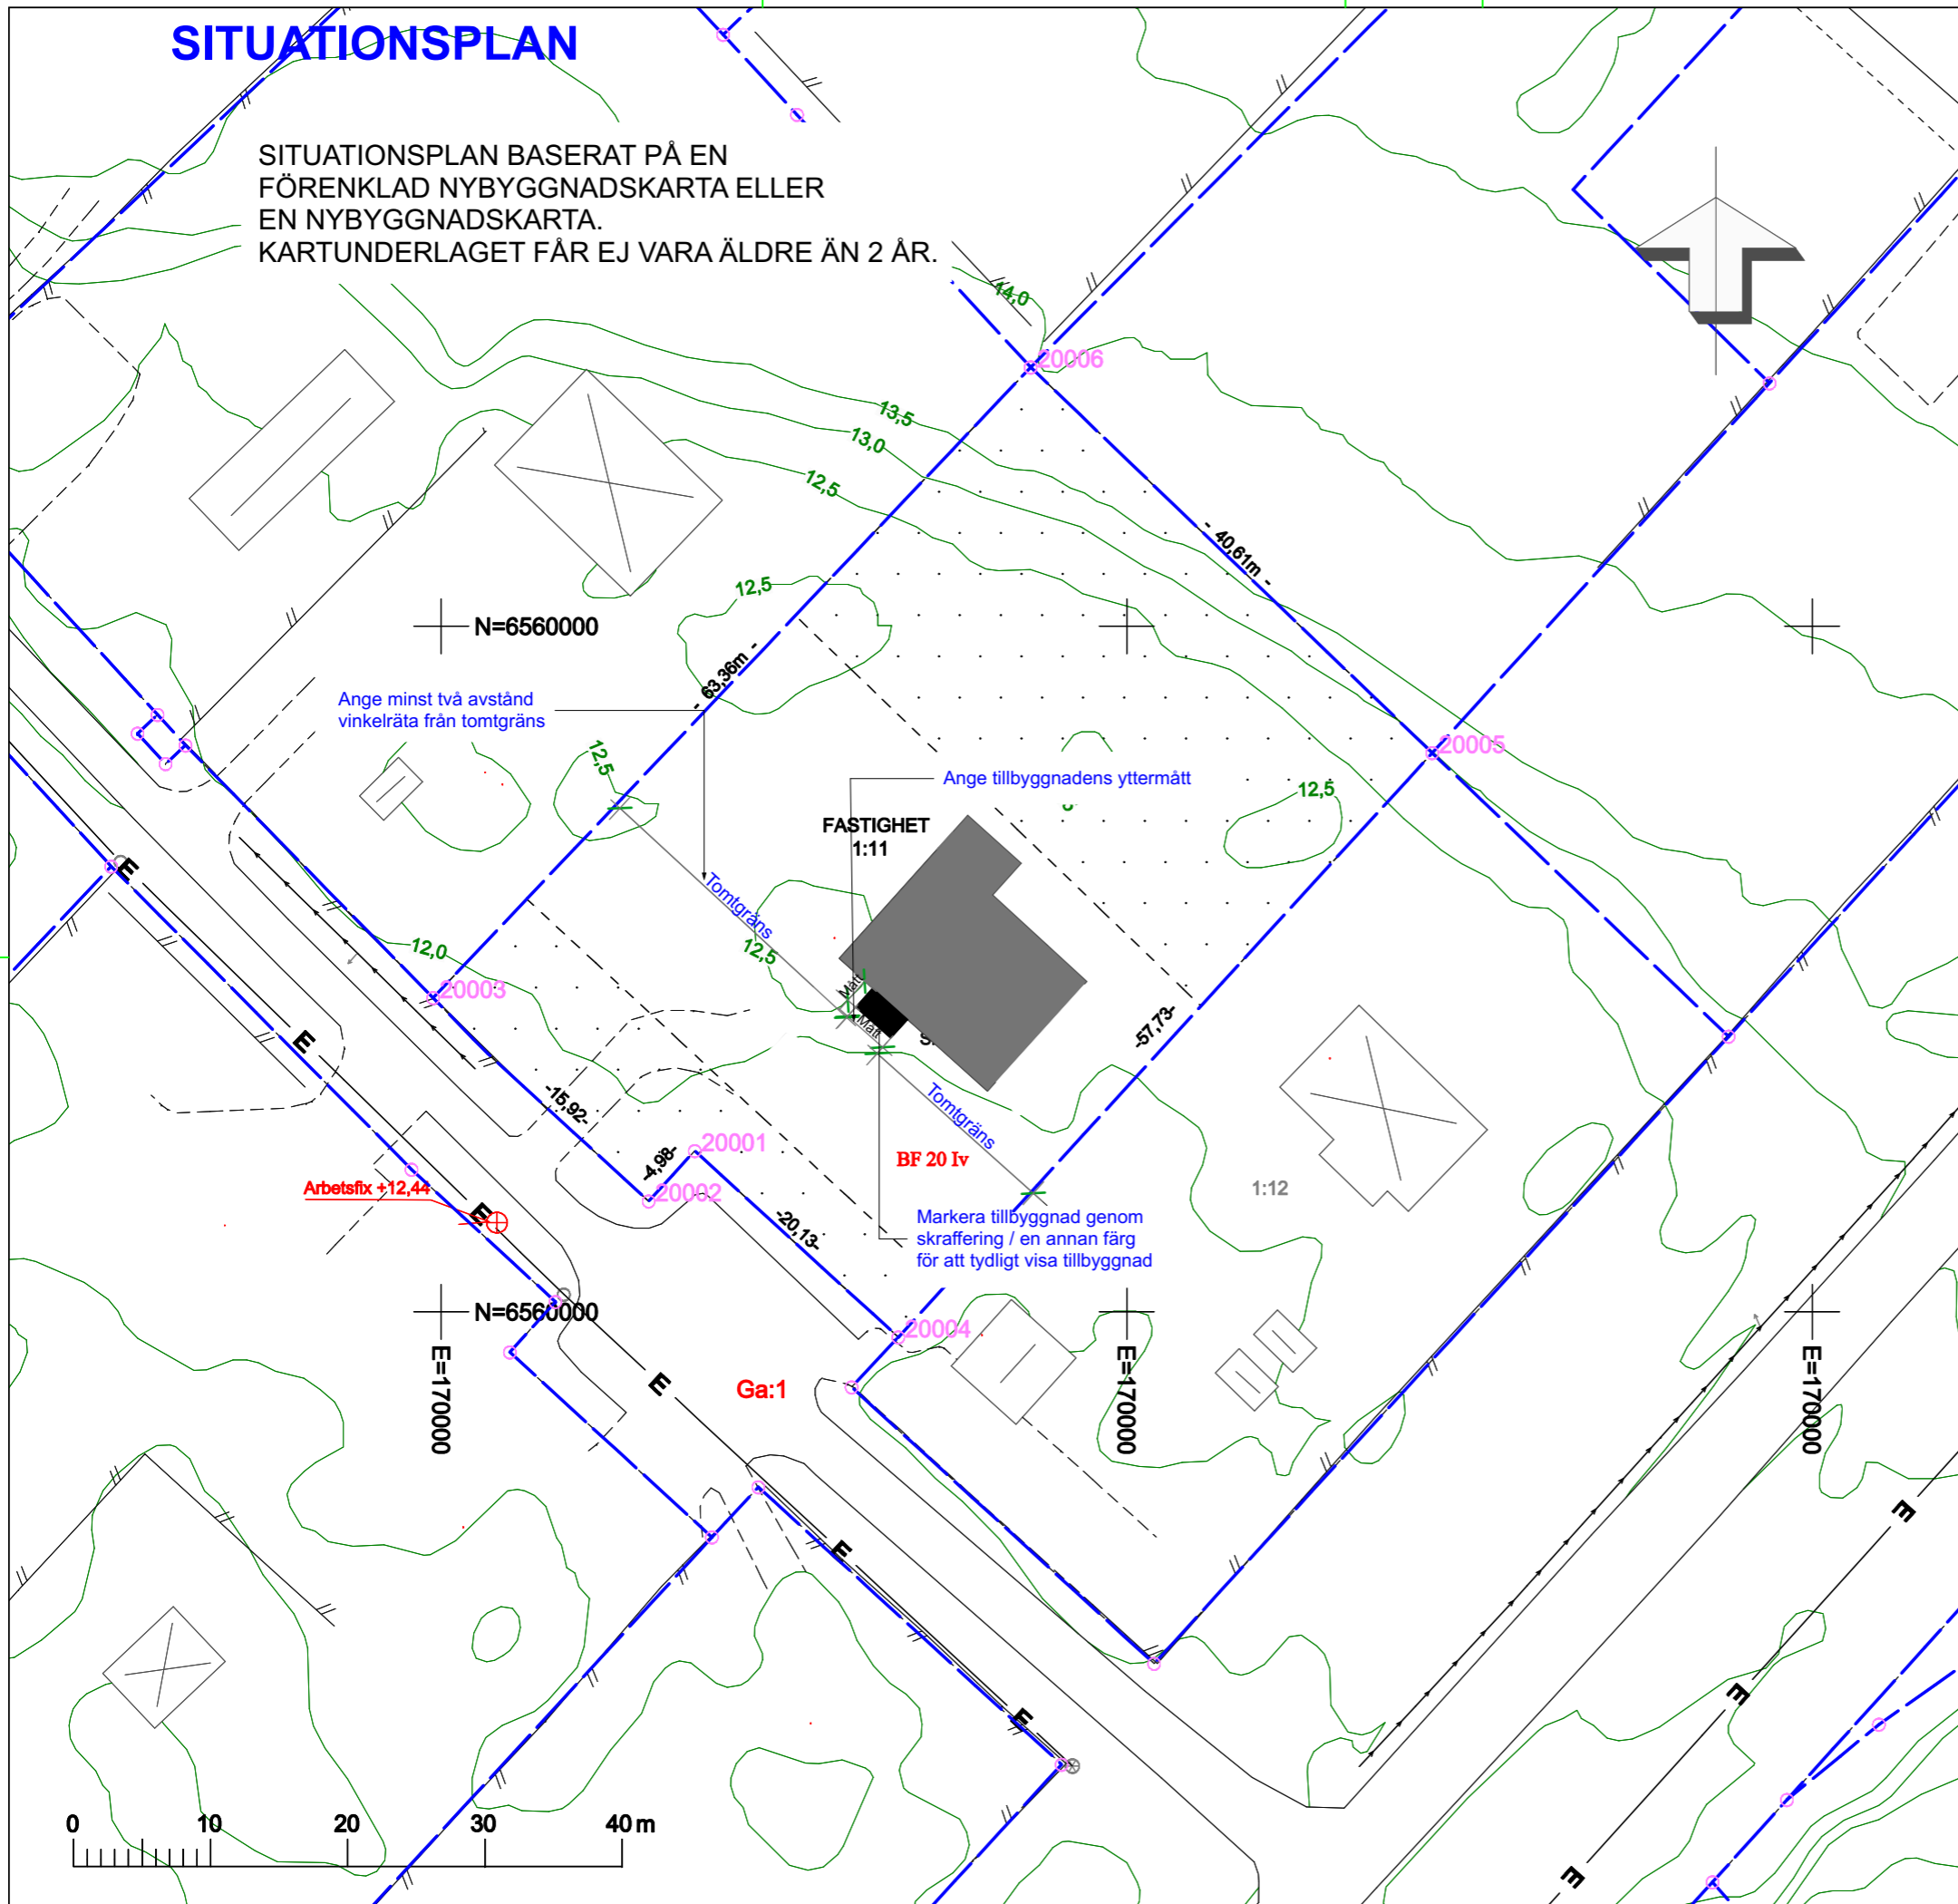 SITUATIONSPLAN
SITUATIONSPLAN BASERAT PÅ EN
FÖRENKLAD NYBYGGNADSKARTA ELLER
EN NYBYGGNADSKARTA.
KARTUNDERLAGET FÅR EJ VARA ÄLDRE ÄN 2 ÅR.
14,0
20006
13,5
13,0
12,5
- 40,61m -
12,5
N=6560000
- 63,36m -
Ange minst två avstånd
vinkelräta från tomtgräns
20005
12,5
Ange tillbyggnadens yttermått
12,5
FASTIGHET
1:11
E
Tomtgräns
12,0
12,5
20003
Mått
Mått
-57,73-
E
-15,92-
Tomtgräns
20001
-4,98-
BF 20 Iv
20002
1:12
Arbetsfix +12,44
E
-20,13-
Markera tillbyggnad genom
skraffering / en annan färg
för att tydligt visa tillbyggnad
N=6560000
20004
E=170000
E=170000
E=170000
E
Ga:1
E
E
E
E
E
0 10 20 30 40 m